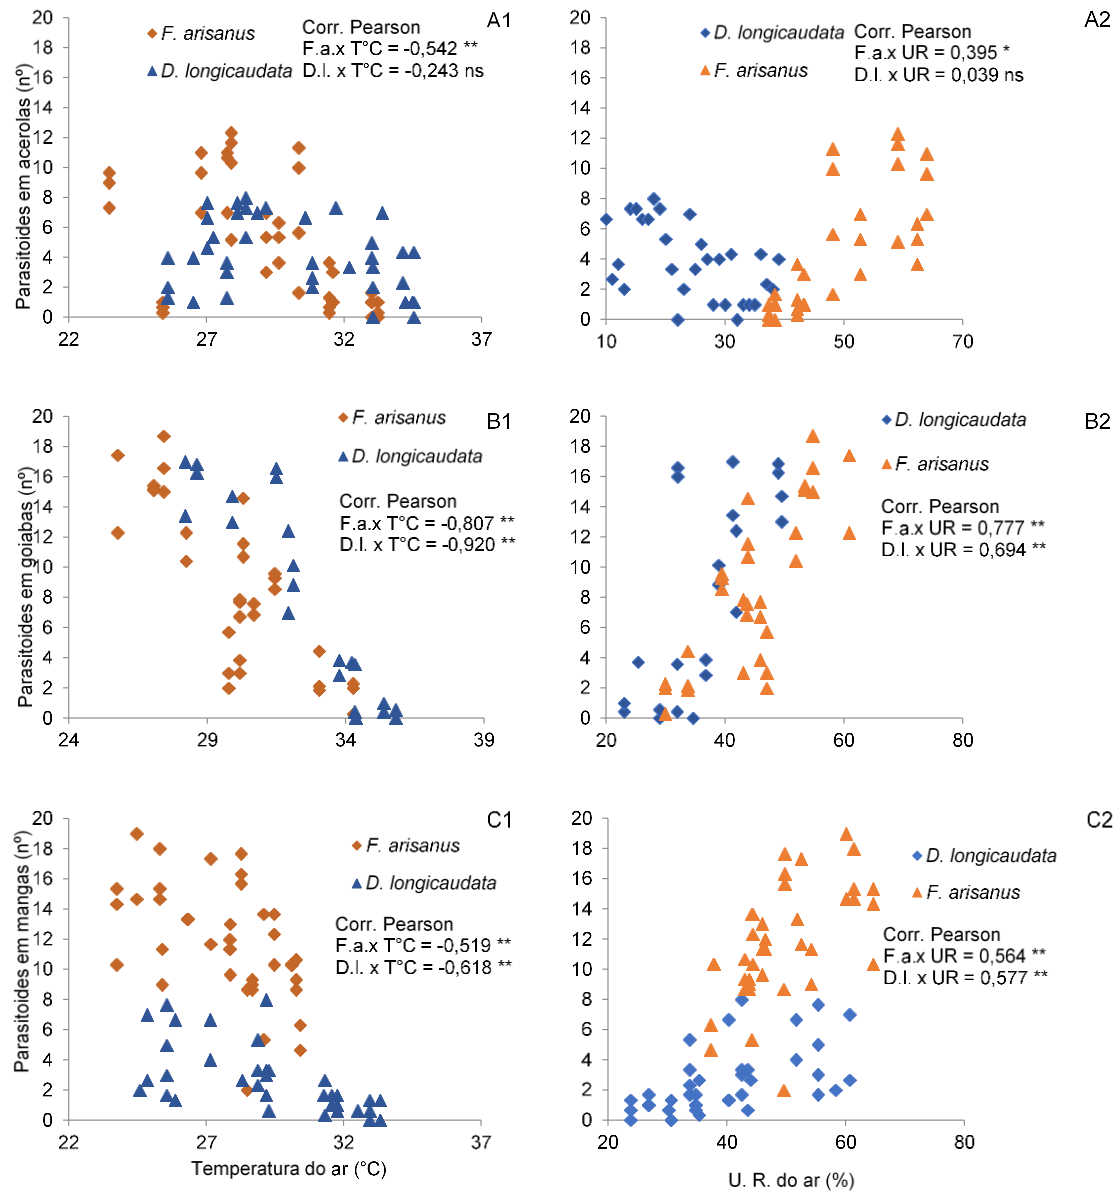 A1
F. arisanus
D. longicaudata
Corr. Pearson
F.a.x T°C = -0,542 **
D.l. x T°C = -0,243 ns
Parasitoides em acerolas (nº)
20
18
16
14
12
10
8
6
4
2
0
22
27
32
37
A2
D. longicaudata
F. arisanus
Corr. Pearson
F.a.x UR = 0,395 *
D.l. x UR = 0,039 ns
20
18
16
14
12
10
8
6
4
2
0
10
30
50
70
B1
F. arisanus
D. longicaudata
Corr. Pearson
F.a.x T°C = -0,807 **
D.l. x T°C = -0,920 **
Parasitoides em goiabas (nº)
20
18
16
14
12
10
8
6
4
2
0
24
29
34
39
B2
D. longicaudata
F. arisanus
Corr. Pearson
F.a.x UR = 0,777 **
D.l. x UR = 0,694 **
20
18
16
14
12
10
8
6
4
2
0
20
40
60
80
C1
F. arisanus
D. longicaudata
Corr. Pearson
F.a.x T°C = -0,519 **
D.l. x T°C = -0,618 **
Parasitoides em mangas (nº)
20
18
16
14
12
10
8
6
4
2
0
22
27
32
37
Temperatura do ar (°C)
C2
D. longicaudata
F. arisanus
Corr. Pearson
F.a.x UR = 0,564 **
D.l. x UR = 0,577 **
20
18
16
14
12
10
8
6
4
2
0
20
40
60
80
U. R. do ar (%)